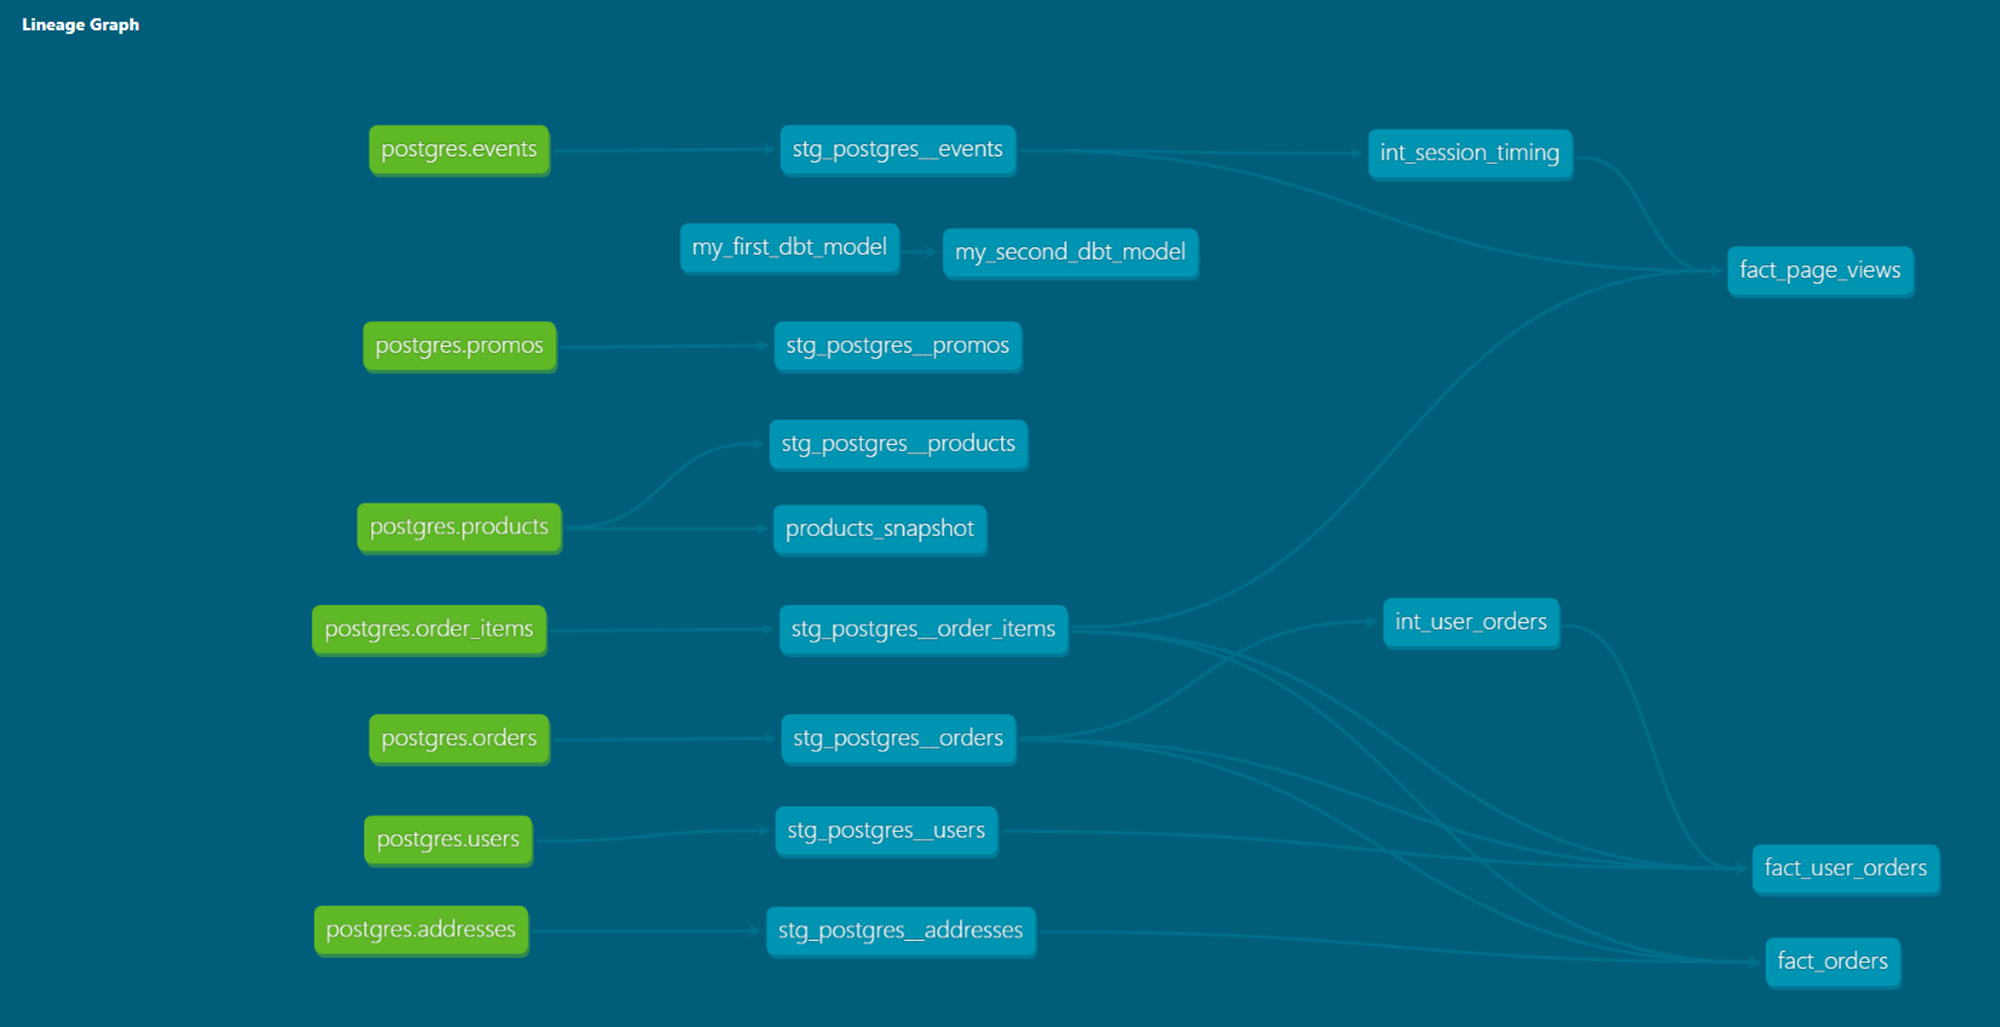 Lineage Graph
postgres.events
stg_postgres__events
int_session_timing
my_first_dbt_model
my_second_dbt_model
fact_page_views
postgres.promos
stg_postgres__promos
stg_postgres__products
postgres.products
products_snapshot
postgres.order_items
stg_postgres__order_items
int_user_orders
postgres.orders
stg_postgres__orders
postgres.users
stg_postgres__users
fact_user_orders
postgres.addresses
stg_postgres__addresses
fact_orders